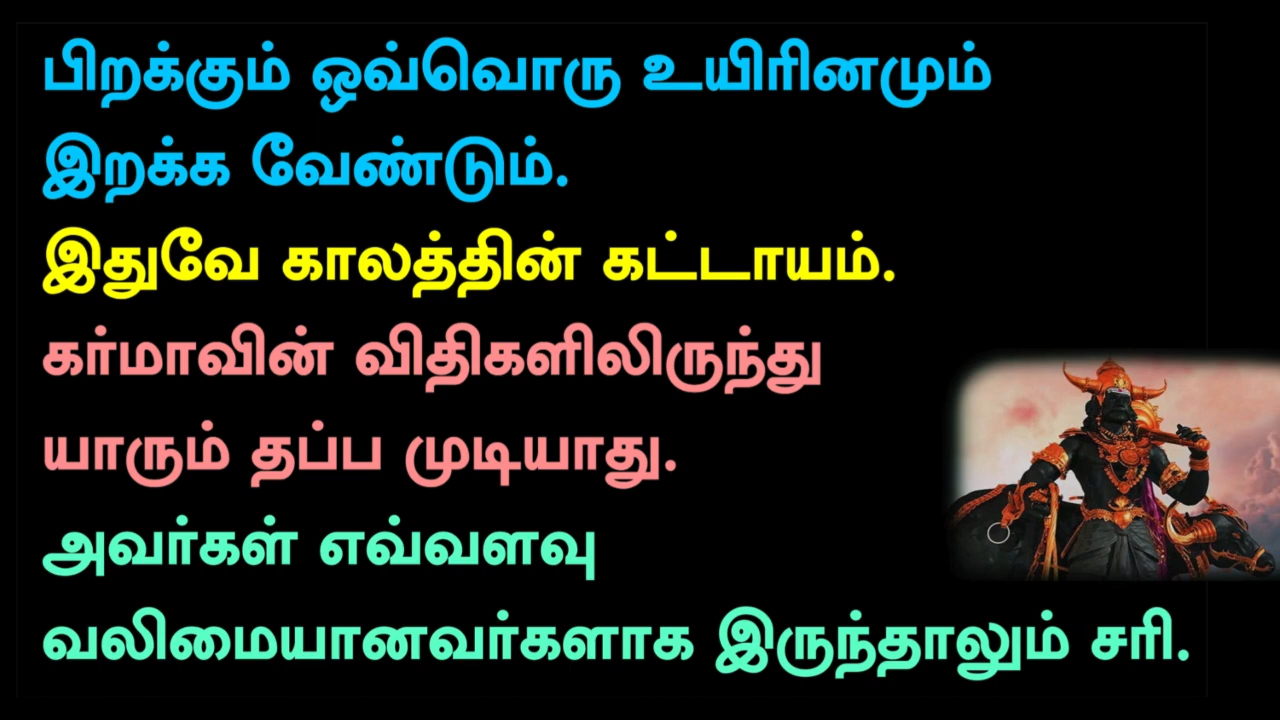 பிறக்கும் ஒவ்வொரு உயிரினமும்
இறக்க வேண்டும்.
இதுவே காலத்தின் கட்டாயம்.
கர்மாவின் விதிகளிலிருந்து
யாரும் தப்ப முடியாது.
அவர்கள் எவ்வளவு
வலிமையானவர்களாக இருந்தாலும் சரி.